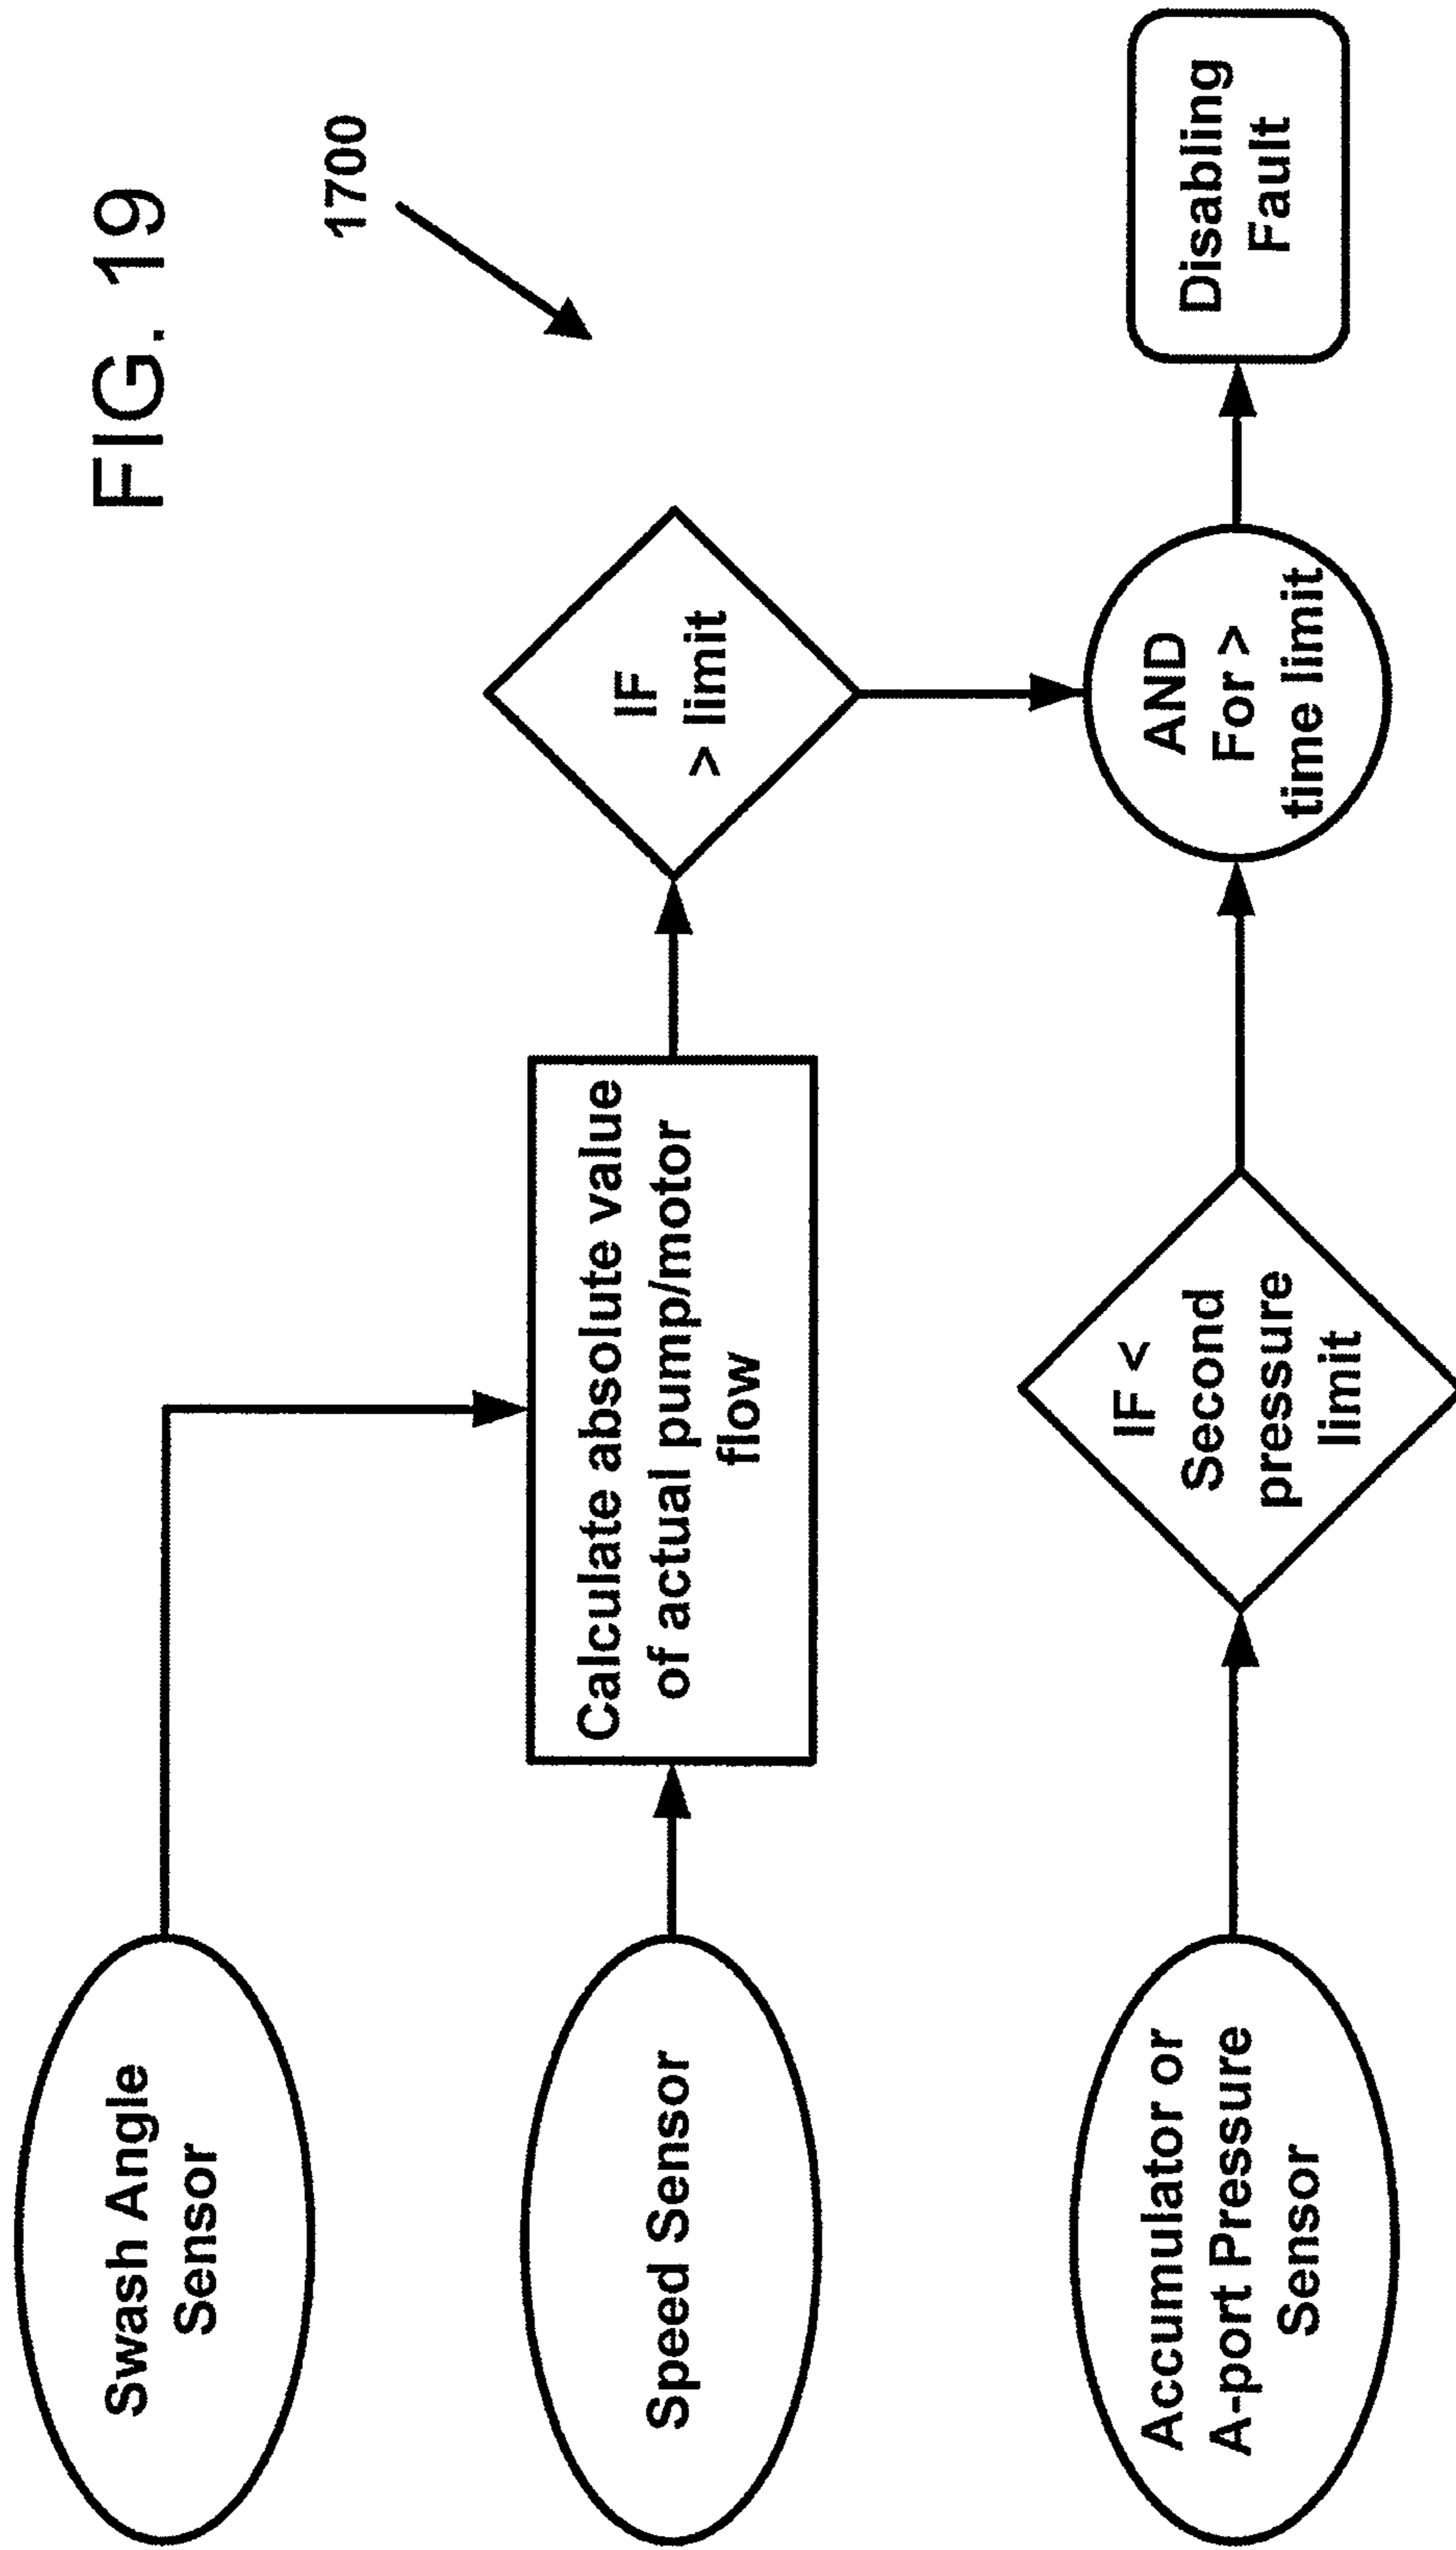 FIG. 19
1700
Swash Angle
Sensor
Speed Sensor
Calculate absolute value
of actual pump/motor
flow
IF
> limit
Accumulator or
A-port Pressure
Sensor
IF <
Second
pressure
limit
AND
For >
time limit
Disabling
Fault